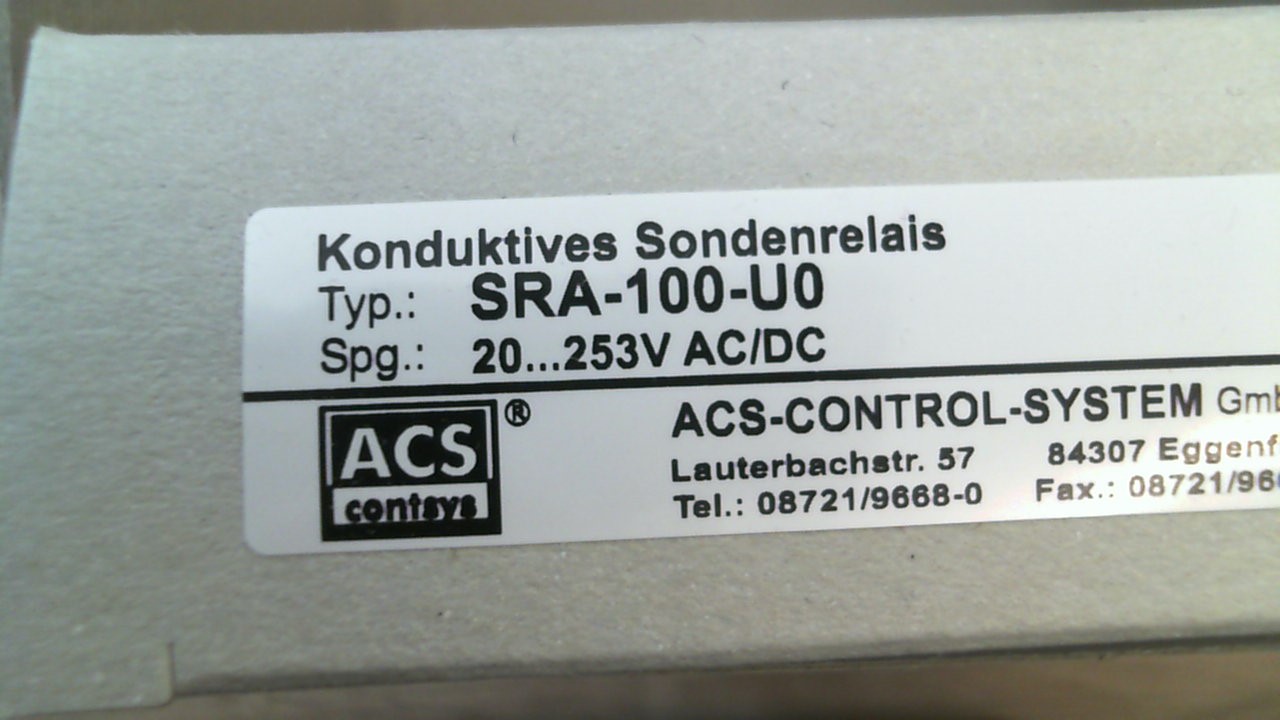 Konduktives Sondenrelais
Typ.: SRA-100-U0
Spg.: 20...253V AC/DC
ACS®
contsys
ACS-CONTROL-SYSTEM
Lauterbachstr. 57 84307
Tel.: 08721/9668-0 Fax.: